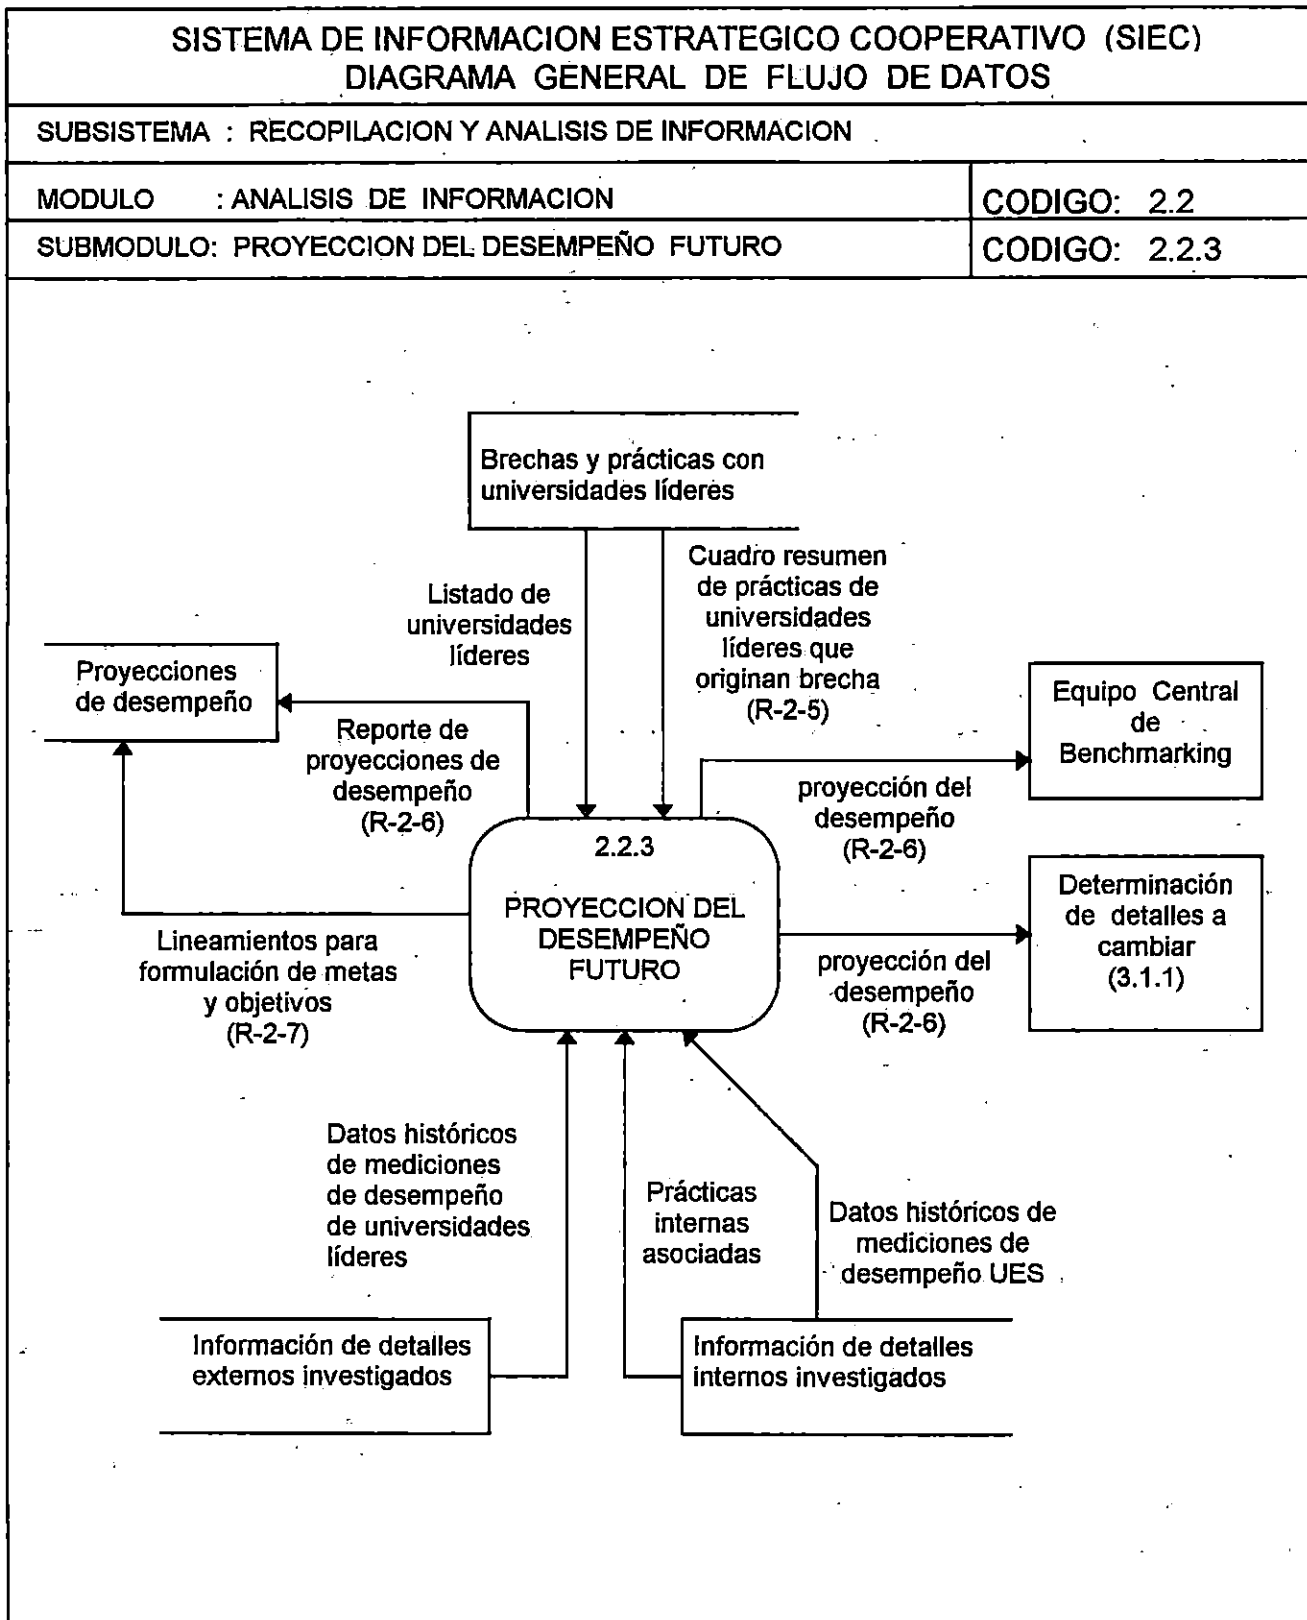 SISTEMA DE INFORMACION ESTRATEGICO COOPERATIVO (SIEC)
DIAGRAMA GENERAL DE FLUJO DE DATOS
SUBSISTEMA : RECOPILACION Y ANALISIS DE INFORMACION
MODULO : ANALISIS DE INFORMACION
CODIGO: 2.2
SUBMODULO: PROYECCION DEL DESEMPEÑO FUTURO
CODIGO: 2.2.3
Brechas y prácticas con
universidades líderes
Listado de
universidades
líderes
Cuadro resumen
de prácticas de
universidades
líderes que
originan brecha
(R-2-5)
Proyecciones
de desempeño
Reporte de
proyecciones de
desempeño
(R-2-6)
Equipo Central
de
Benchmarking
proyección del
desempeño
(R-2-6)
2.2.3
PROYECCION DEL
DESEMPEÑO
FUTURO
Determinación
de detalles a
cambiar
(3.1.1)
proyección del
desempeño
(R-2-6)
Lineamientos para
formulación de metas
y objetivos
(R-2-7)
Datos históricos
de mediciones
de desempeño
de universidades
líderes
Prácticas
internas
asociadas
Datos históricos de
mediciones de
desempeño UES
Información de detalles
externos investigados
Información de detalles
internos investigados